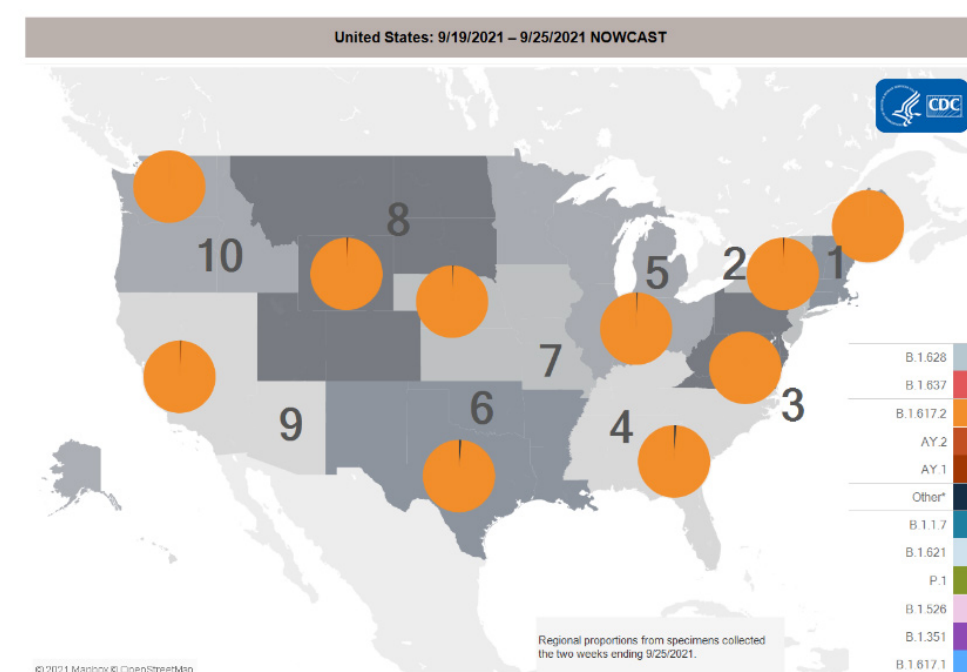 United States: 9/19/2021 – 9/25/2021 NOWCAST
CDC
8
10
5
2
1
7
6
9
4
3
B.1.628
B.1.637
B.1.617.2
AY.2
AY.1
Other*
B.1.1.7
B.1.621
P.1
B.1.526
B.1.351
B.1.617.1
Regional proportions from specimens collected
the two weeks ending 9/25/2021.
© 2021 Mapbox © OpenStreetMap